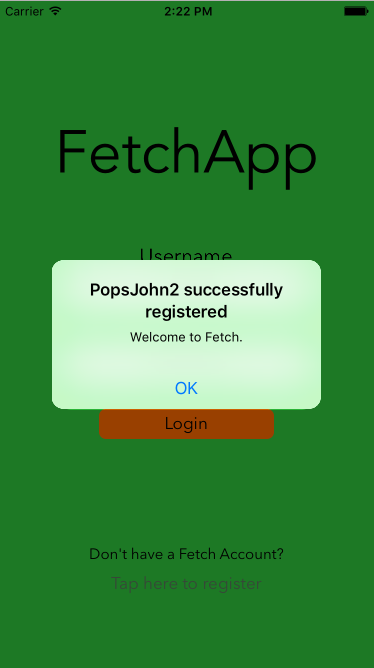 Carrier 2:22 PM
FetchApp
Username
PopsJohn2 successfully
registered
Welcome to Fetch.
OK
Login
Don't have a Fetch Account?
Tap here to register